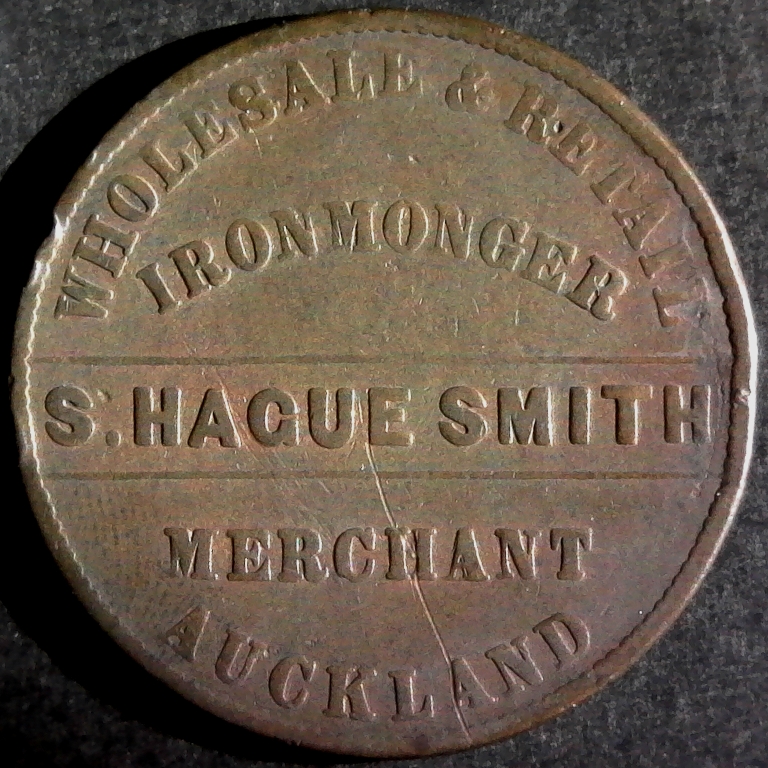 WHOLESALE & RETAIL
IRONMONGER
S. HAGUE SMITH
MERCHANT
AUCKLAND